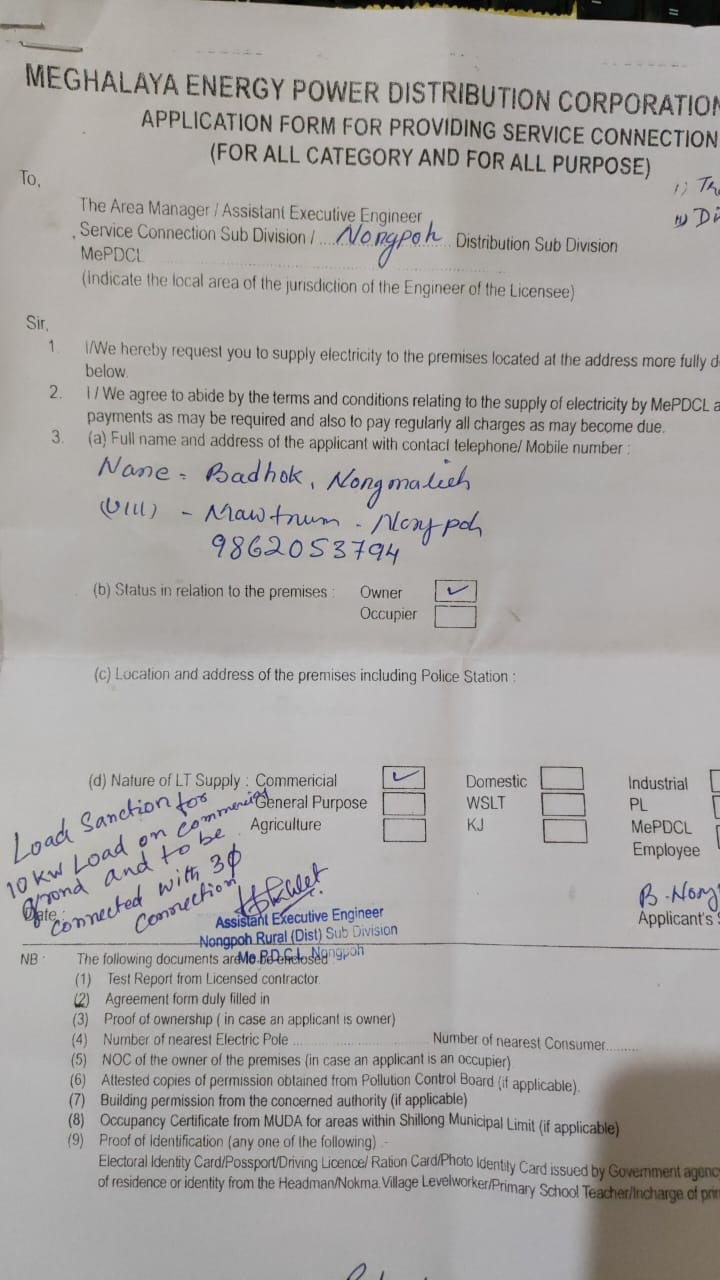 MEGHALAYA ENERGY POWER DISTRIBUTION CORPORATION
APPLICATION FORM FOR PROVIDING SERVICE CONNECTION
(FOR ALL CATEGORY AND FOR ALL PURPOSE)
To,
The Area Manager / Assistant Executive Engineer
Service Connection Sub Division / ....Nongpoh.. Distribution Sub Division
MePDCL
(Indicate the local area of the jurisdiction of the Engineer of the Licensee)
Sir,
1. I/We hereby request you to supply electricity to the premises located at the address more fully
below.
2. I / We agree to abide by the terms and conditions relating to the supply of electricity by MePDCL
payments as may be required and also to pay regularly all charges as may become due.
3. (a) Full name and address of the applicant with contact telephone/ Mobile number :
Name = Badhok, 
(Vill) - Mawtnum - Nongpoh
9862053794
(b) Status in relation to the premises : Owner ✓
Occupier
(c) Location and address of the premises including Police Station :
(d) Nature of LT Supply : Commericial ✓ Domestic Industrial
General Purpose WSLT PL
Agriculture KJ MePDCL
Employee
Load Sanction for
10 KW Load on commercial
grond and to be
connected with 3Φ
connection
Date :
B. Nong
Applicant's
Assistant Executive Engineer
Nongpoh Rural (Dist) Sub Division
Me.P.D.C.L. Nongpoh
NB : The following documents are to be enclosed
(1) Test Report from Licensed contractor
(2) Agreement form duly filled in
(3) Proof of ownership ( in case an applicant is owner)
(4) Number of nearest Electric Pole ... Number of nearest Consumer.........
(5) NOC of the owner of the premises (in case an applicant is an occupier)
(6) Attested copies of permission obtained from Pollution Control Board (if applicable).
(7) Building permission from the concerned authority (if applicable)
(8) Occupancy Certificate from MUDA for areas within Shillong Municipal Limit (if applicable)
(9) Proof of Identification (any one of the following) -
Electoral Identity Card/Possport/Driving Licence/ Ration Card/Photo Identity Card issued by Government agency
of residence or identity from the Headman/Nokma.Village Levelworker/Primary School Teacher/Incharge of